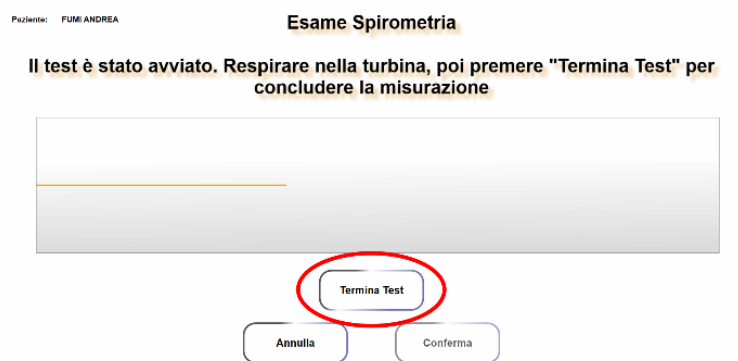 Paziente: FUMI ANDREA
Esame Spirometria
Il test è stato avviato. Respirare nella turbina, poi premere "Termina Test" per
concludere la misurazione
Termina Test
Annulla
Conferma